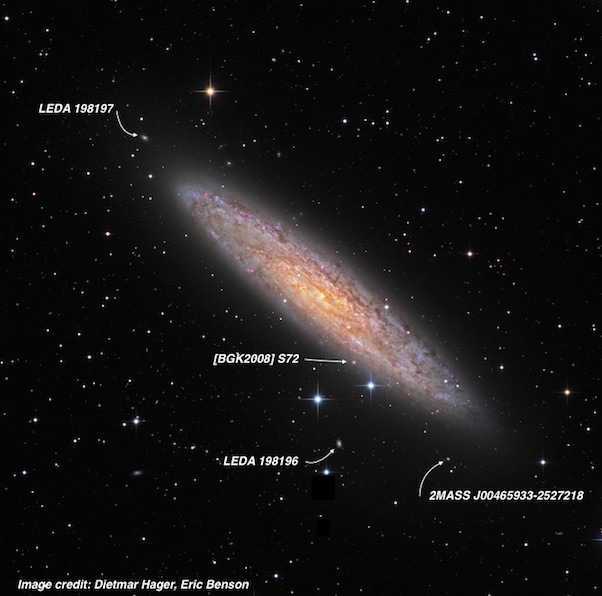 LEDA 198197
[BGK2008] S72
LEDA 198196
2MASS J00465933-2527218
Image credit: Dietmar Hager, Eric Benson